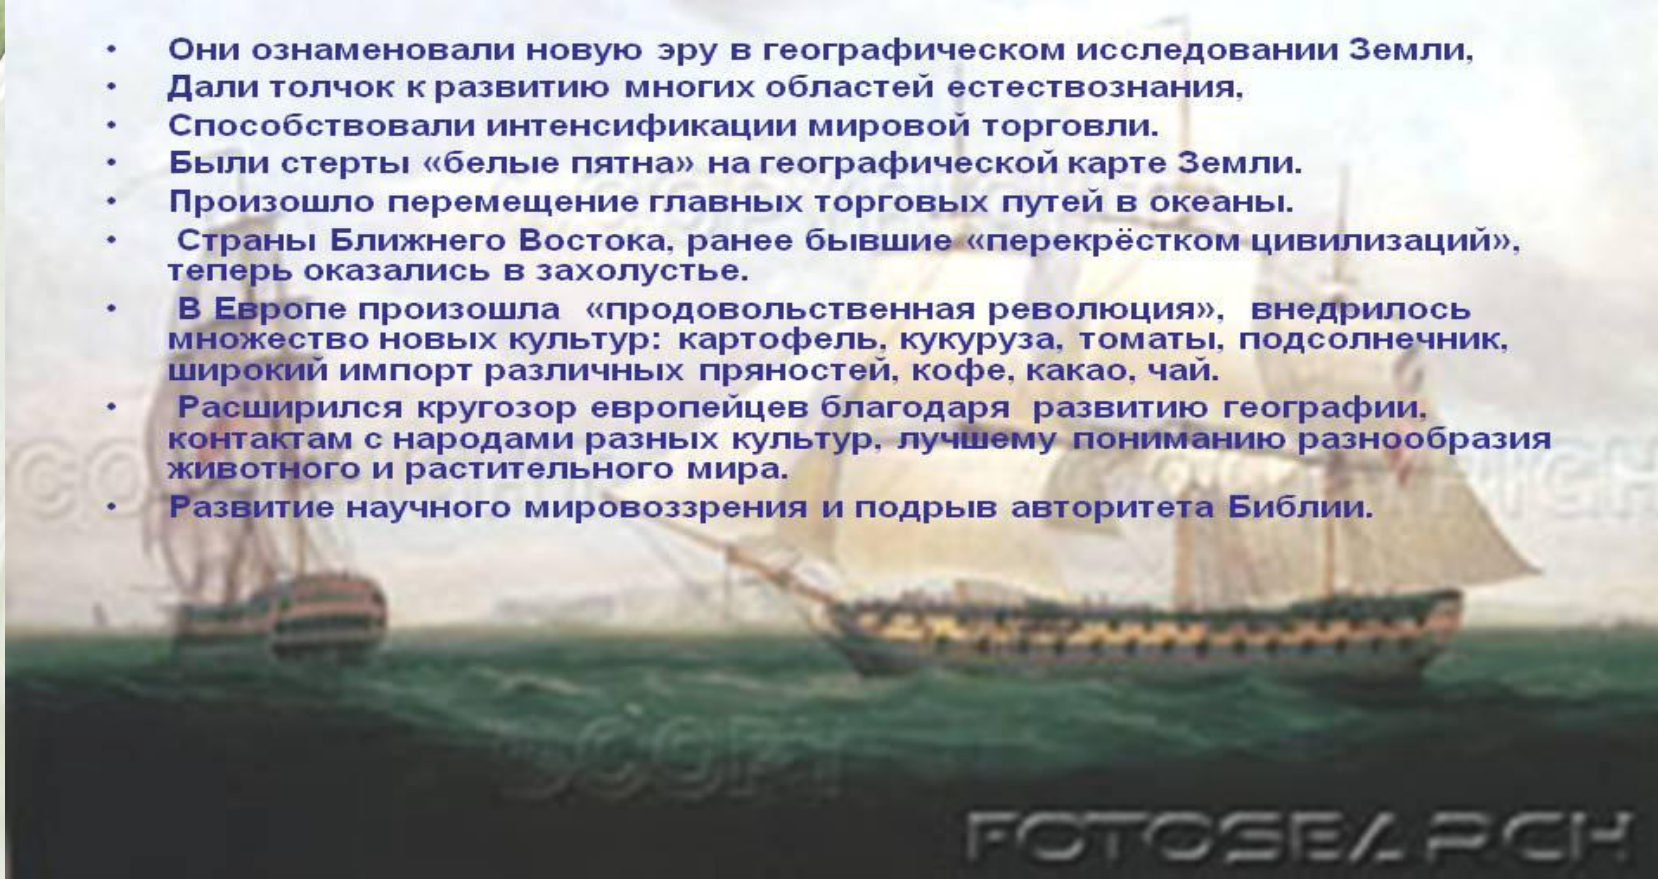 • Они ознаменовали новую эру в географическом исследовании Земли,
• Дали толчок к развитию многих областей естествознания,
• Способствовали интенсификации мировой торговли.
• Были стерты «белые пятна» на географической карте Земли.
• Произошло перемещение главных торговых путей в океаны.
• Страны Ближнего Востока, ранее бывшие «перекрёстком цивилизаций»,
теперь оказались в захолустье.
• В Европе произошла «продовольственная революция», внедрилось
множество новых культур: картофель, кукуруза, томаты, подсолнечник,
широкий импорт различных пряностей, кофе, какао, чай.
• Расширился кругозор европейцев благодаря развитию географии,
контактам с народами разных культур, лучшему пониманию разнообразия
животного и растительного мира.
• Развитие научного мировоззрения и подрыв авторитета Библии.
FOTOSEARCH